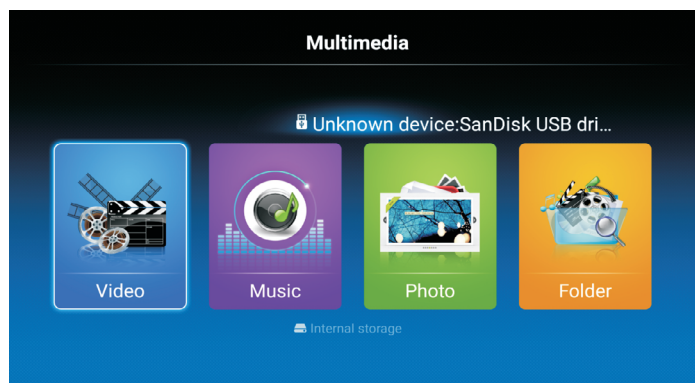 Multimedia
Unknown device:SanDisk USB dri...
Video Music Photo Folder
Internal storage